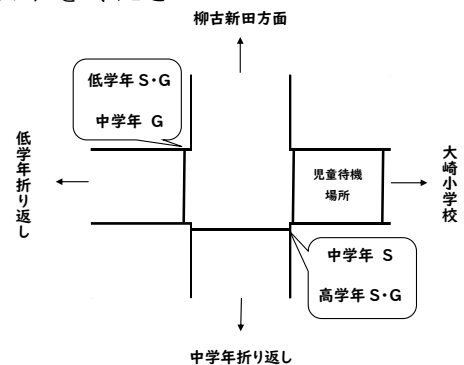 柳古新田方面
低学年 S・G
中学年 G
低学年折り返し
児童待機
場所
大崎小学校
中学年 S
高学年 S・G
中学年折り返し